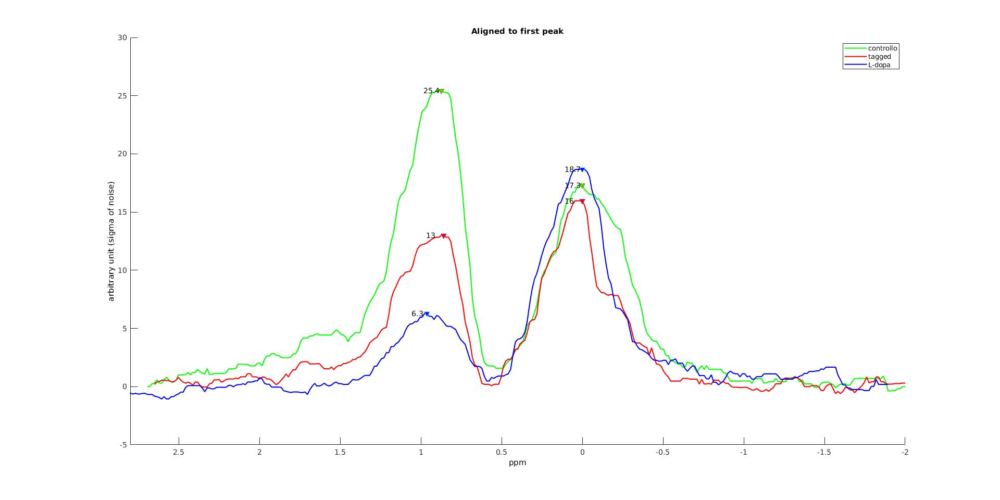 Aligned to first peak
30
25
20
15
10
5
0
-5
arbitrary unit (sigma of noise)
controllo
tagged
L-dopa
25.4
18.7
17.3
16
13
6.3
2.5 2 1.5 1 0.5 0 -0.5 -1 -1.5 -2
ppm